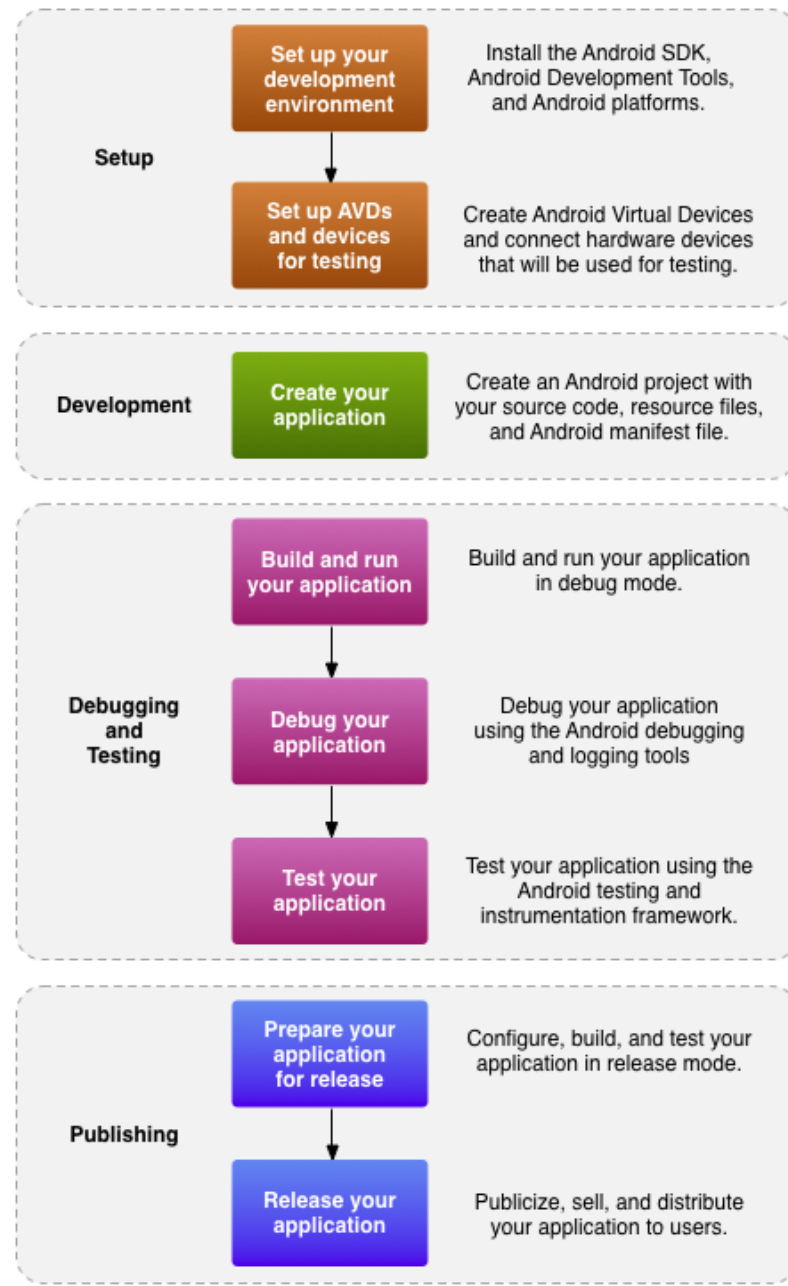 Setup
Set up your
development
environment
Install the Android SDK,
Android Development Tools,
and Android platforms.
Set up AVDs
and devices
for testing
Create Android Virtual Devices
and connect hardware devices
that will be used for testing.
Development
Create your
application
Create an Android project with
your source code, resource files,
and Android manifest file.
Debugging
and
Testing
Build and run
your application
Build and run your application
in debug mode.
Debug your
application
Debug your application
using the Android debugging
and logging tools
Test your
application
Test your application using the
Android testing and
instrumentation framework.
Publishing
Prepare your
application
for release
Configure, build, and test your
application in release mode.
Release your
application
Publicize, sell, and distribute
your application to users.